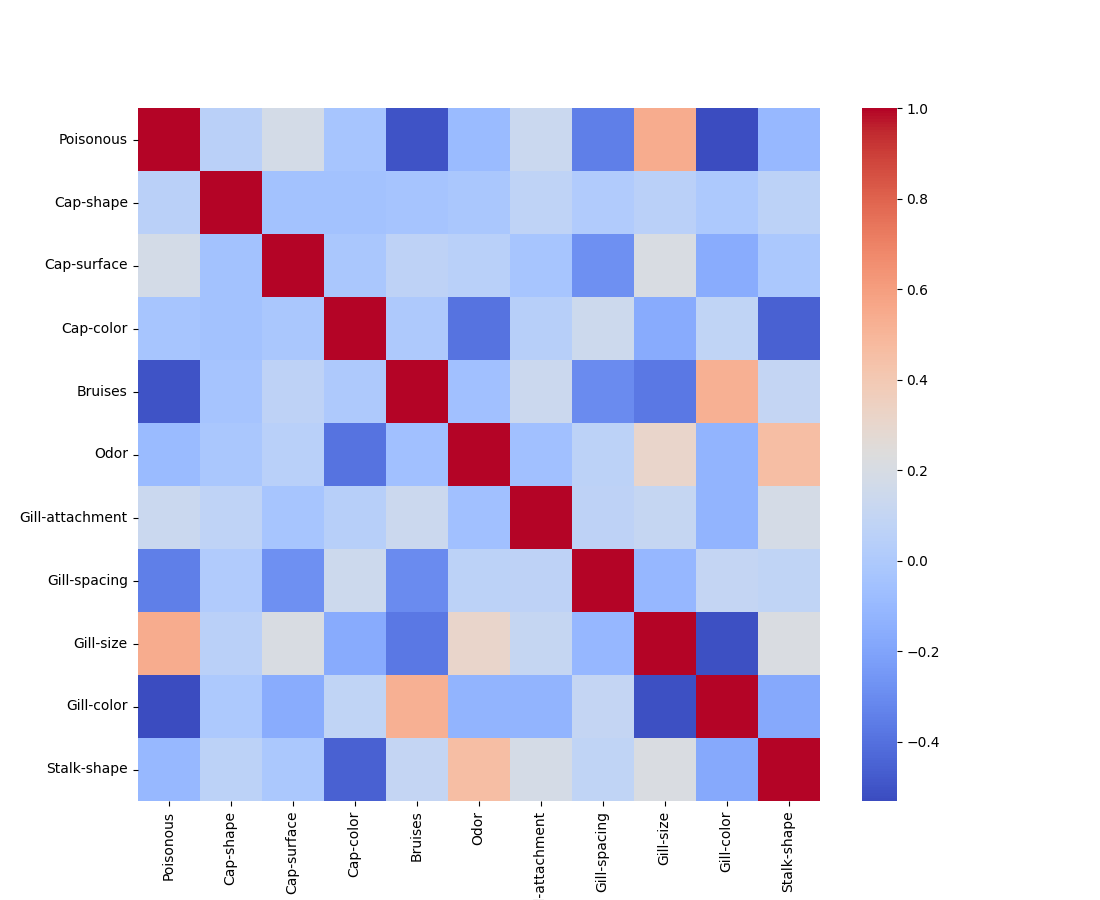 Poisonous
Cap-shape
Cap-surface
Cap-color
Bruises
Odor
Gill-attachment
Gill-spacing
Gill-size
Gill-color
Stalk-shape
Poisonous
Cap-shape
Cap-surface
Cap-color
Bruises
Odor
-attachment
Gill-spacing
Gill-size
Gill-color
Stalk-shape
1.0
0.8
0.6
0.4
0.2
0.0
−0.2
−0.4